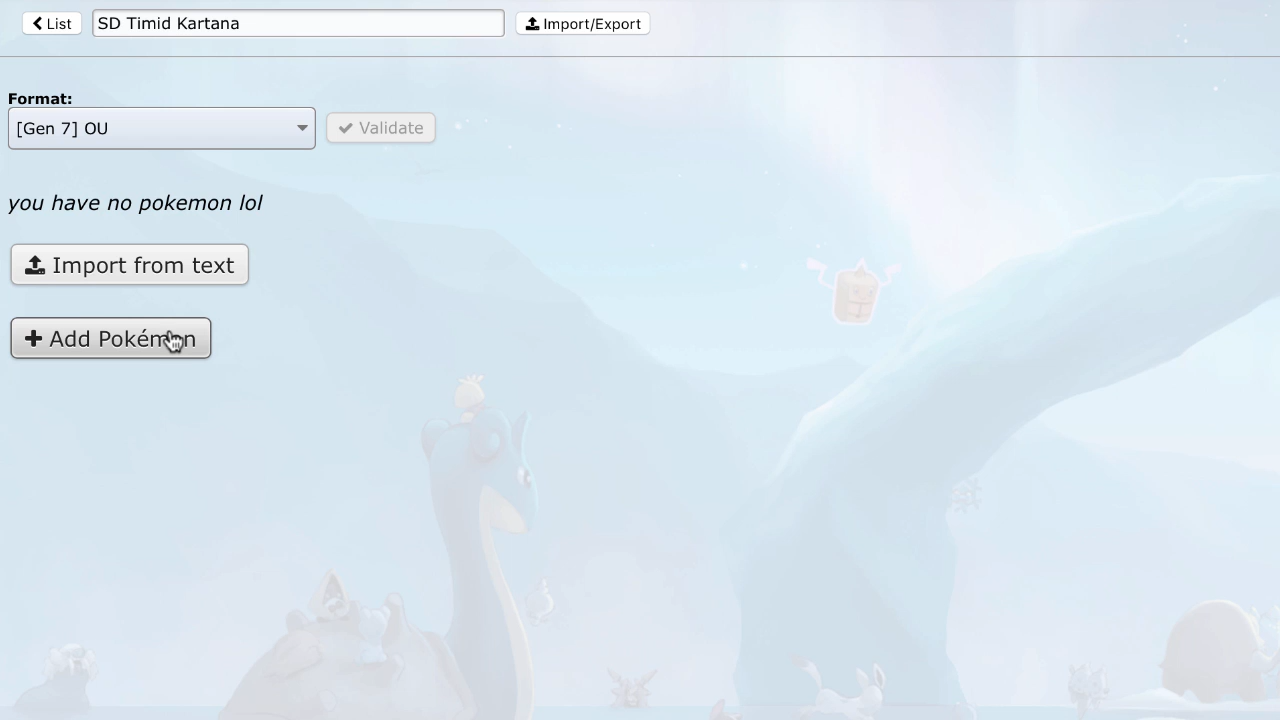 List
SD Timid Kartana
Import/Export
Format:
[Gen 7] OU
Validate
you have no pokemon lol
Import from text
Add Pokémon